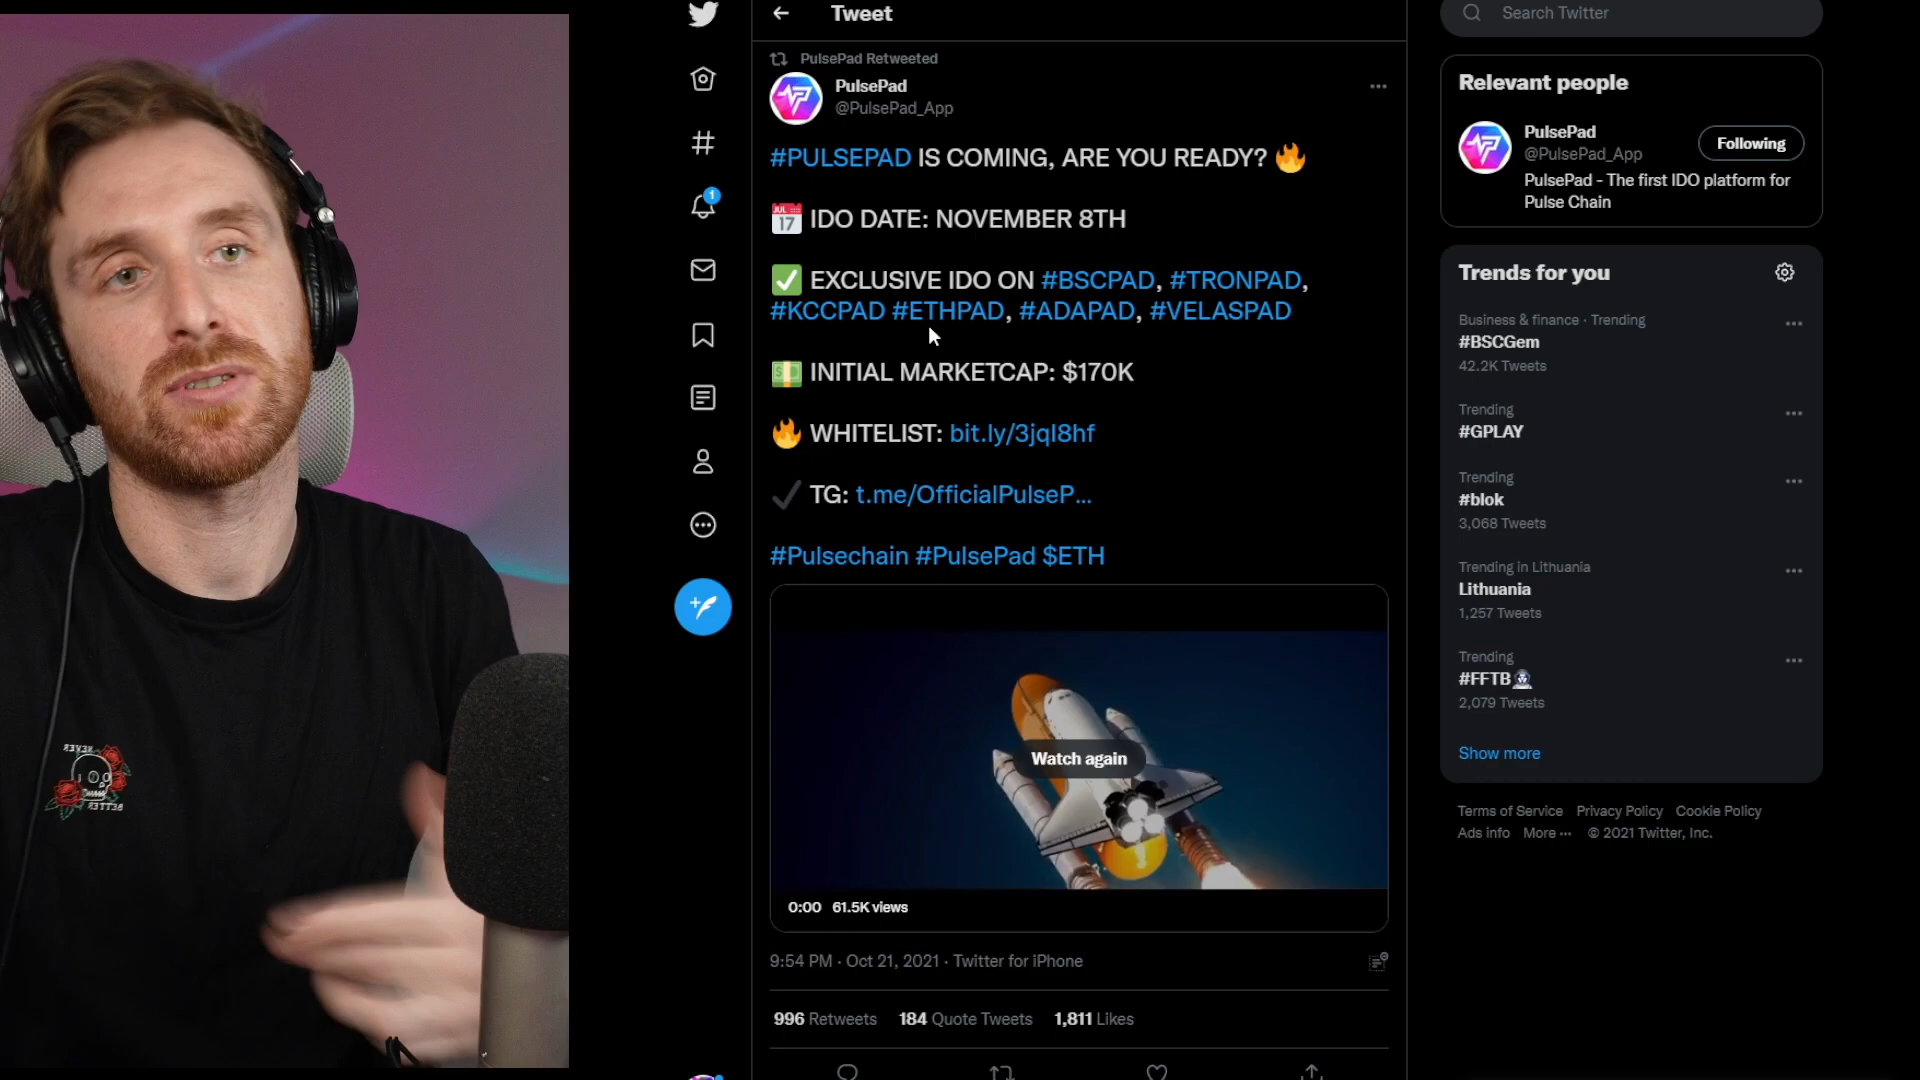 Tweet
PulsePad Retweeted
PulsePad
@PulsePad_App
#PULSEPAD IS COMING, ARE YOU READY? 🔥
📅 IDO DATE: NOVEMBER 8TH
✅ EXCLUSIVE IDO ON #BSCPAD, #TRONPAD,
#KCCPAD #ETHPAD, #ADAPAD, #VELASPAD
💵 INITIAL MARKETCAP: $170K
🔥 WHITELIST: bit.ly/3jqI8hf
✔️ TG: t.me/OfficialPulseP...
#Pulsechain #PulsePad $ETH
Watch again
0:00 61.5K views
9:54 PM · Oct 21, 2021 · Twitter for iPhone
996 Retweets 184 Quote Tweets 1,811 Likes
1
Search Twitter
Relevant people
PulsePad
@PulsePad_App
Following
PulsePad - The first IDO platform for
Pulse Chain
Trends for you
Business & finance · Trending
#BSCGem
42.2K Tweets
Trending
#GPLAY
Trending
#blok
3,068 Tweets
Trending in Lithuania
Lithuania
1,257 Tweets
Trending
#FFTB
2,079 Tweets
Show more
Terms of Service Privacy Policy Cookie Policy
Ads info More ··· © 2021 Twitter, Inc.
NEVER
BETTER